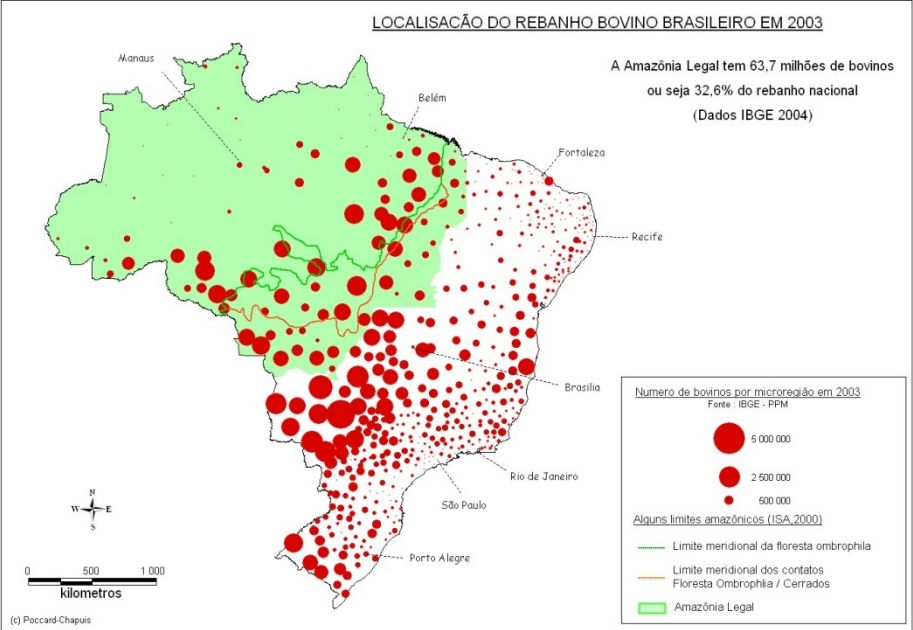 LOCALISACÃO DO REBANHO BOVINO BRASILEIRO EM 2003
A Amazônia Legal tem 63,7 milhões de bovinos
ou seja 32,6% do rebanho nacional
(Dados IBGE 2004)
Manaus
Belém
Fortaleza
Recife
Brasilia
Rio de Janeiro
São Paulo
Porto Alegre
N
W
E
S
0 500 1 000
kilometros
(c) Poccard-Chapuis
Numero de bovinos por microregião em 2003
Fonte : IBGE - PPM
5 000 000
2 500 000
500 000
Alguns limites amazônicos (ISA,2000)
Limite meridional da floresta ombrophila
Limite meridional dos contatos
Floresta Ombrophlia / Cerrados
Amazônia Legal